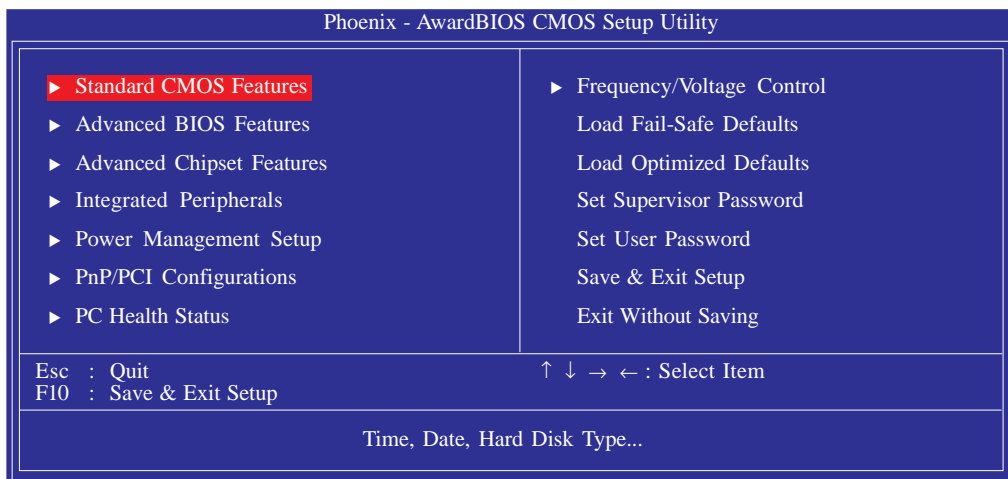 Phoenix - AwardBIOS CMOS Setup Utility
▶ Standard CMOS Features
▶ Advanced BIOS Features
▶ Advanced Chipset Features
▶ Integrated Peripherals
▶ Power Management Setup
▶ PnP/PCI Configurations
▶ PC Health Status
▶ Frequency/Voltage Control
Load Fail-Safe Defaults
Load Optimized Defaults
Set Supervisor Password
Set User Password
Save & Exit Setup
Exit Without Saving
Esc : Quit
F10 : Save & Exit Setup
↑ ↓ → ← : Select Item
Time, Date, Hard Disk Type...